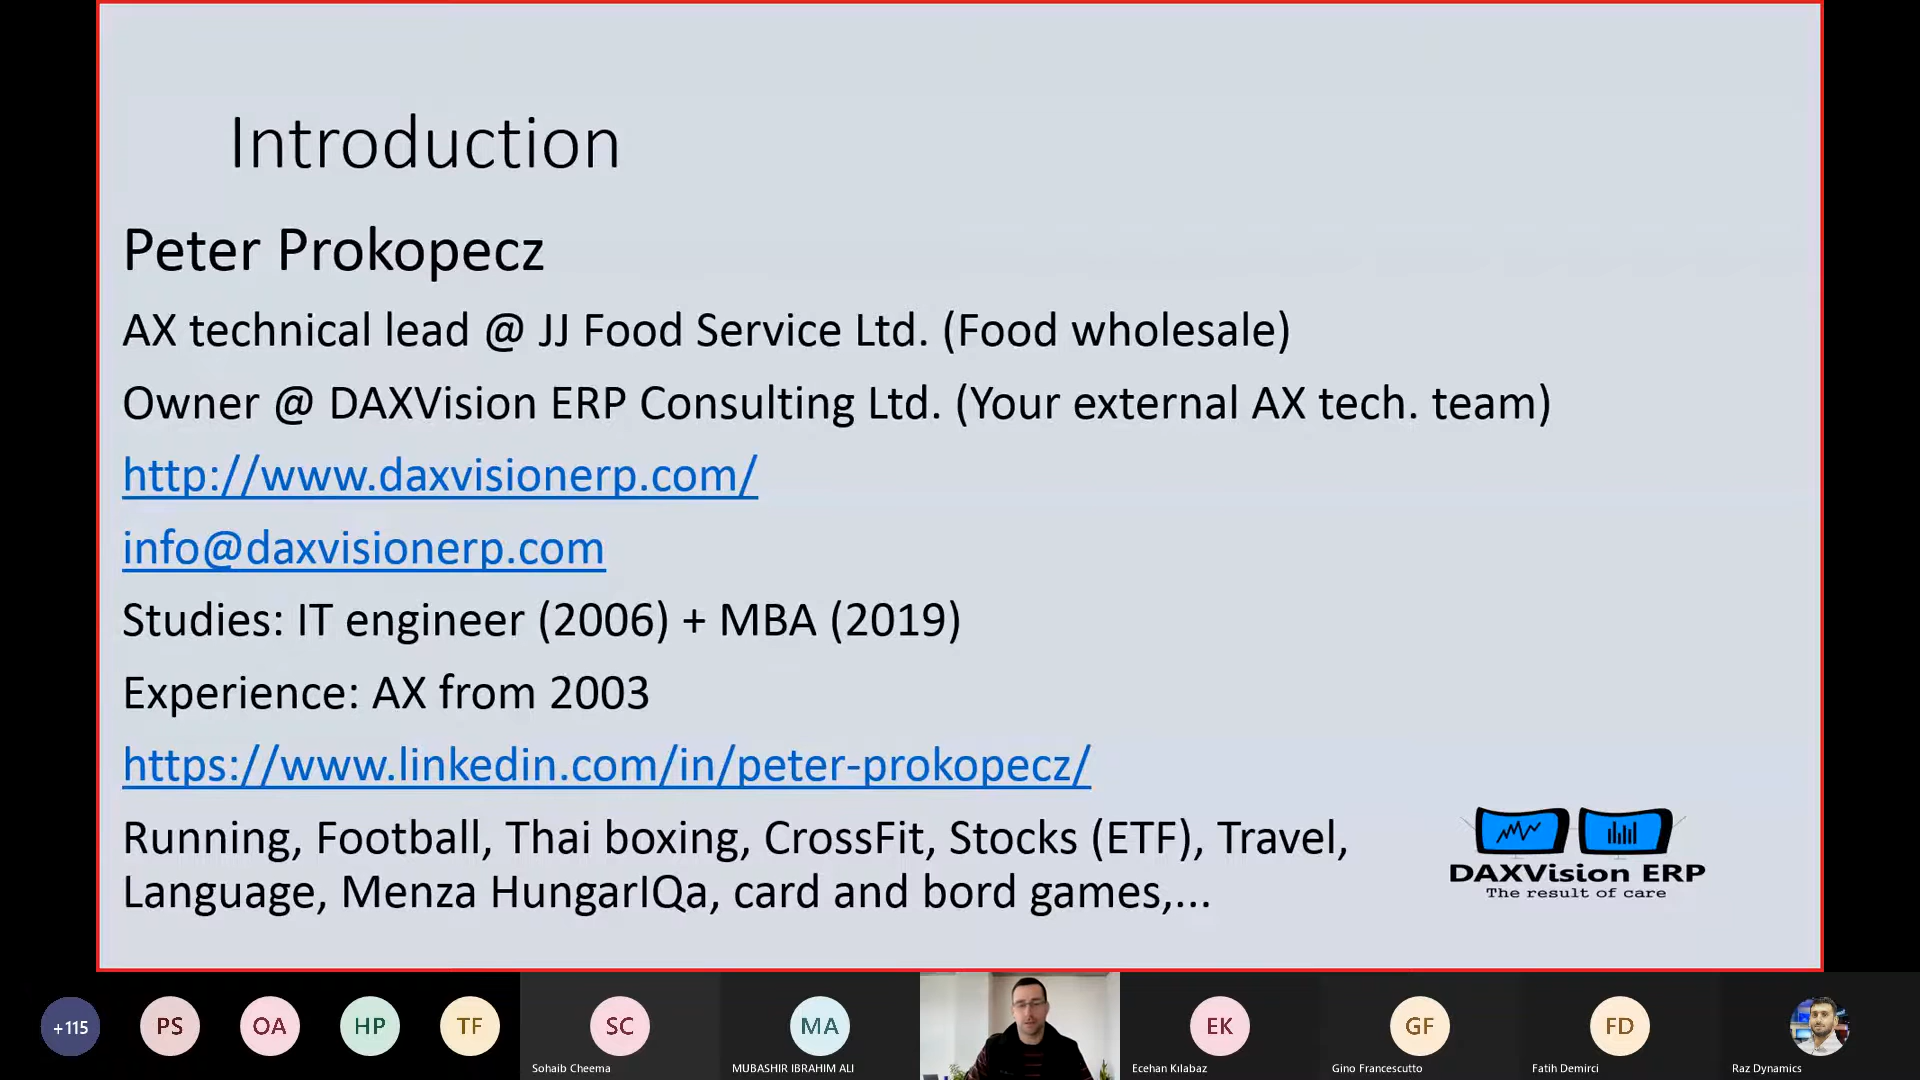 Introduction
Peter Prokopecz
AX technical lead @ JJ Food Service Ltd. (Food wholesale)
Owner @ DAXVision ERP Consulting Ltd. (Your external AX tech. team)
http://www.daxvisionerp.com/
info@daxvisionerp.com
Studies: IT engineer (2006) + MBA (2019)
Experience: AX from 2003
https://www.linkedin.com/in/peter-prokopecz/
Running, Football, Thai boxing, CrossFit, Stocks (ETF), Travel,
Language, Menza HungarIQa, card and bord games,...
DAXVision ERP
The result of care
+115 PS OA HP TF SC MA EK GF FD
Sohaib Cheema MUBASHIR IBRAHIM ALI Ecehan Kılabaz Gino Francescutto Fatih Demirci Raz Dynamics